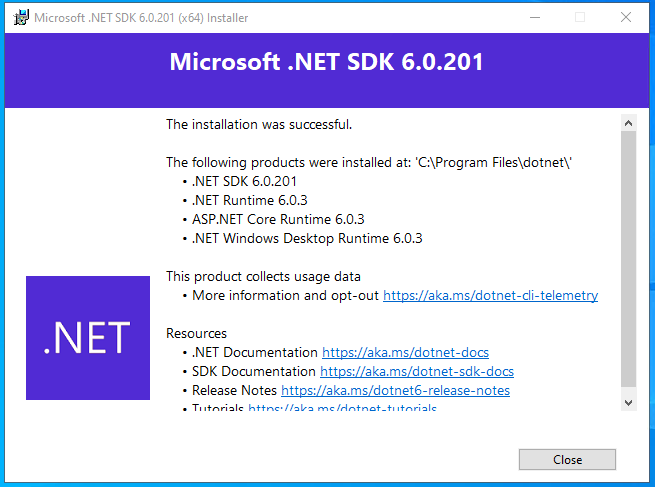 Microsoft .NET SDK 6.0.201 (x64) Installer
Microsoft .NET SDK 6.0.201
The installation was successful.
The following products were installed at: 'C:\Program Files\dotnet\'
• .NET SDK 6.0.201
• .NET Runtime 6.0.3
• ASP.NET Core Runtime 6.0.3
• .NET Windows Desktop Runtime 6.0.3
This product collects usage data
• More information and opt-out https://aka.ms/dotnet-cli-telemetry
.NET
Resources
• .NET Documentation https://aka.ms/dotnet-docs
• SDK Documentation https://aka.ms/dotnet-sdk-docs
• Release Notes https://aka.ms/dotnet6-release-notes
• Tutorials https://aka.ms/dotnet-tutorials
Close